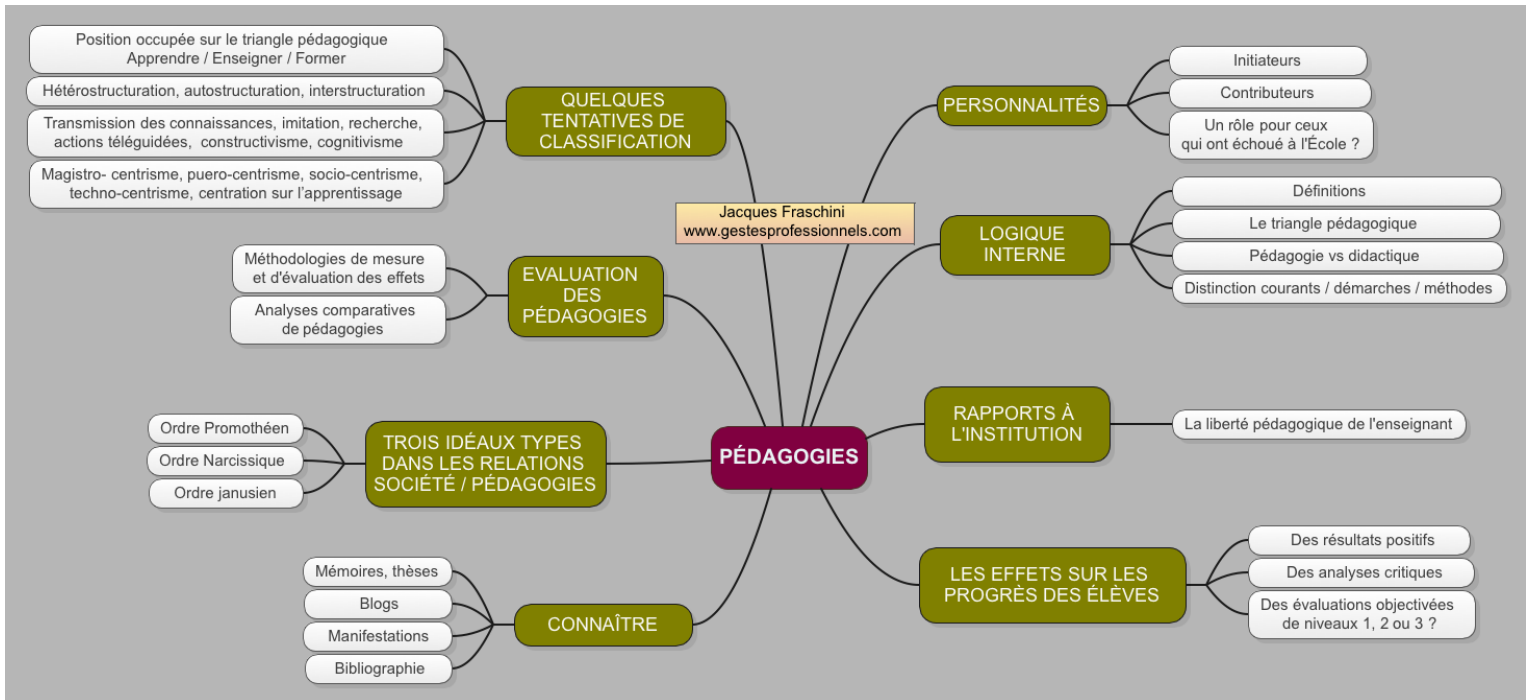 Position occupée sur le triangle pédagogique
Apprendre / Enseigner / Former
Hétérostructuration, autostructuration, interstructuration
Transmission des connaissances, imitation, recherche,
actions téléguidées, constructivisme, cognitivisme
Magistro- centrisme, puero-centrisme, socio-centrisme,
techno-centrisme, centration sur l'apprentissage
QUELQUES
TENTATIVES DE
CLASSIFICATION
Méthodologies de mesure
et d'évaluation des effets
Analyses comparatives
de pédagogies
EVALUATION
DES
PÉDAGOGIES
Ordre Promothéen
Ordre Narcissique
Ordre janusien
TROIS IDÉAUX TYPES
DANS LES RELATIONS
SOCIÉTÉ / PÉDAGOGIES
Mémoires, thèses
Blogs
Manifestations
Bibliographie
CONNAÎTRE
Jacques Fraschini
www.gestesprofessionnels.com
PÉDAGOGIES
PERSONNALITÉS
Initiateurs
Contributeurs
Un rôle pour ceux
qui ont échoué à l'École ?
LOGIQUE
INTERNE
Définitions
Le triangle pédagogique
Pédagogie vs didactique
Distinction courants / démarches / méthodes
RAPPORTS À
L'INSTITUTION
La liberté pédagogique de l'enseignant
LES EFFETS SUR LES
PROGRÈS DES ÉLÈVES
Des résultats positifs
Des analyses critiques
Des évaluations objectivées
de niveaux 1, 2 ou 3 ?